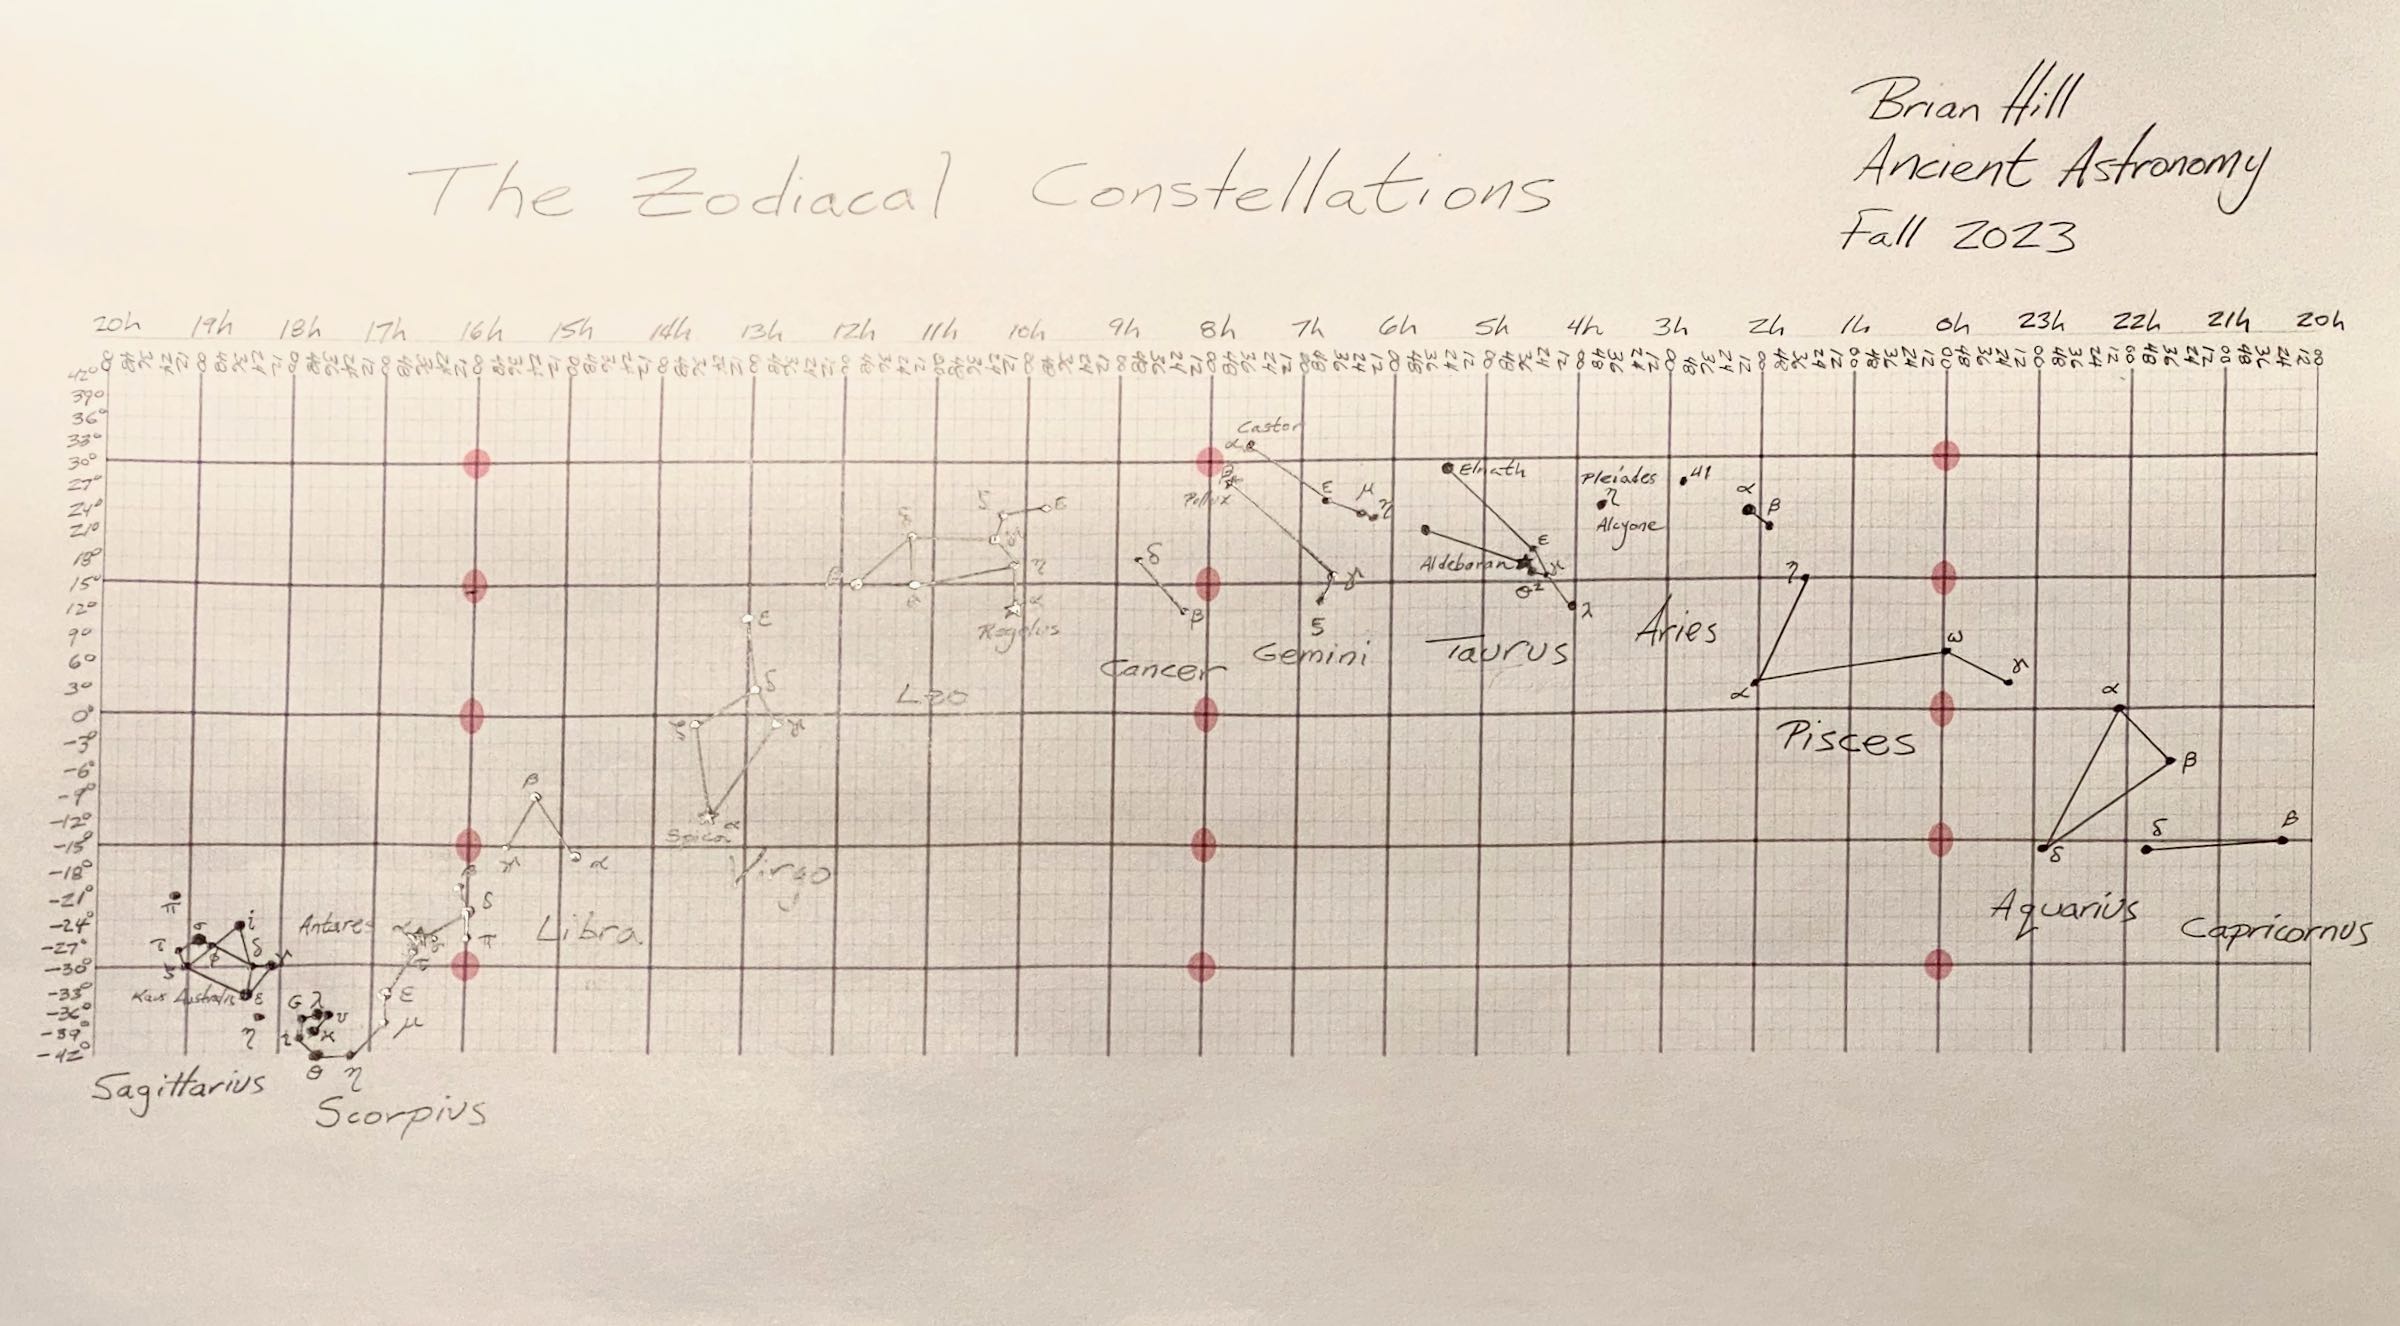 Brian Hill
Ancient Astronomy
Fall 2023
The Zodiacal Constellations
20h 19h 18h 17h 16h 15h 14h 13h 12h 11h 10h 9h 8h 7h 6h 5h 4h 3h 2h 1h 0h 23h 22h 21h 20h
42°
39°
36°
33°
30°
27°
24°
21°
18°
15°
12°
9°
6°
3°
0°
-3°
-6°
-9°
-12°
-15°
-18°
-21°
-24°
-27°
-30°
-33°
-36°
-39°
-42°
Castor
α
β
Pollux
ε μ η
γ
ξ
Gemini
Elnath
ε
Aldebaran
γ
θ²
λ
Taurus
Pleiades
η
Alcyone
41
α
β
Aries
η
α
ω
γ
Pisces
α
β
δ
Aquarius
δ
β
Capricornus
δ
β
Cancer
ε
η
α
Regulus
Leo
ε
δ
γ
Spica α
Virgo
β
γ
α
Libra
δ
π
Antares α
τ
ε
μ
G λ υ
ι κ
θ η
Scorpius
π
τ σ
δ γ
Kaus Australis ε
η
Sagittarius